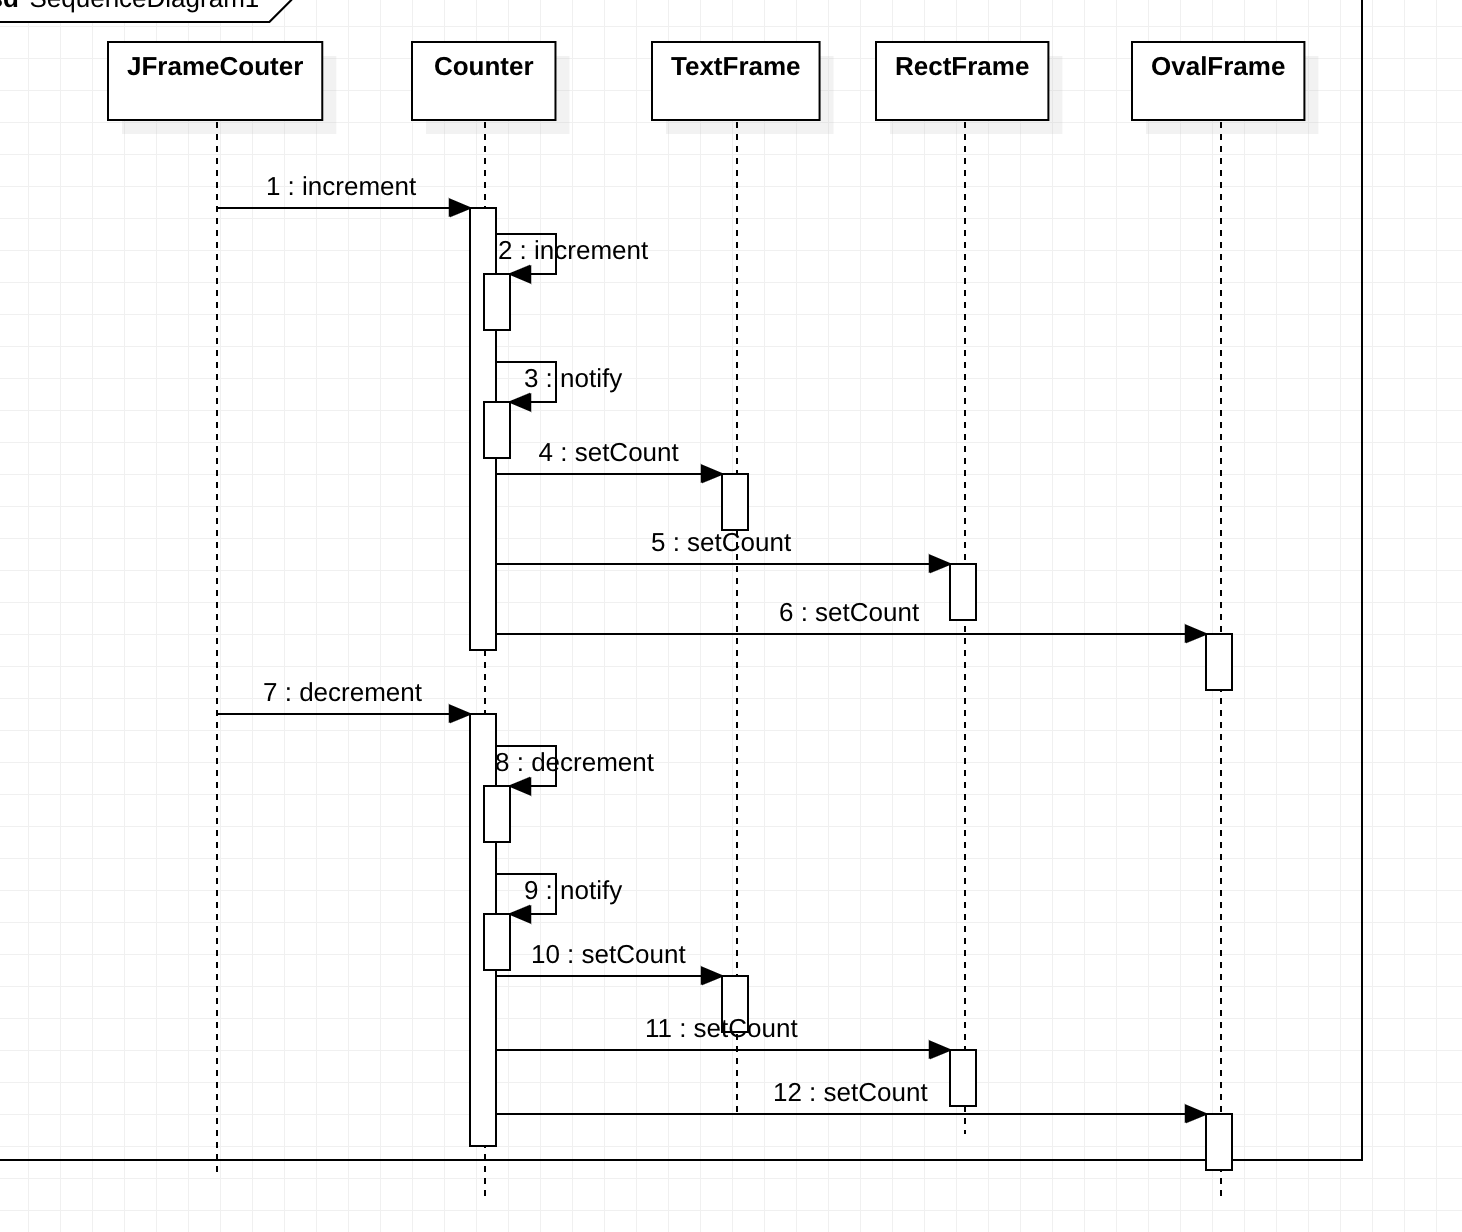 sd SequenceDiagram1
JFrameCouter
Counter
TextFrame
RectFrame
OvalFrame
1 : increment
2 : increment
3 : notify
4 : setCount
5 : setCount
6 : setCount
7 : decrement
8 : decrement
9 : notify
10 : setCount
11 : setCount
12 : setCount